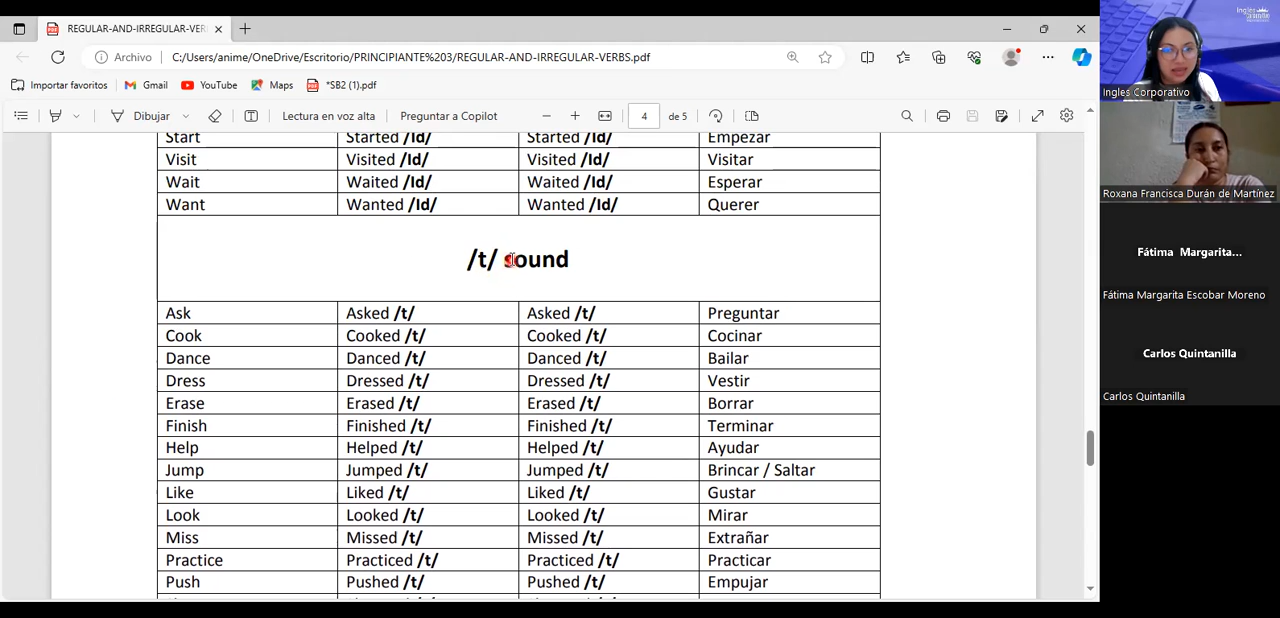 REGULAR-AND-IRREGULAR-VERB
Archivo C:/Users/anime/OneDrive/Escritorio/PRINCIPIANTE%203/REGULAR-AND-IRREGULAR-VERBS.pdf
Importar favoritos Gmail YouTube Maps *SB2 (1).pdf
Dibujar Lectura en voz alta Preguntar a Copilot 4 de 5
Start Started /Id/ Started /Id/ Empezar
Visit Visited /Id/ Visited /Id/ Visitar
Wait Waited /Id/ Waited /Id/ Esperar
Want Wanted /Id/ Wanted /Id/ Querer
/t/ sound
Ask Asked /t/ Asked /t/ Preguntar
Cook Cooked /t/ Cooked /t/ Cocinar
Dance Danced /t/ Danced /t/ Bailar
Dress Dressed /t/ Dressed /t/ Vestir
Erase Erased /t/ Erased /t/ Borrar
Finish Finished /t/ Finished /t/ Terminar
Help Helped /t/ Helped /t/ Ayudar
Jump Jumped /t/ Jumped /t/ Brincar / Saltar
Like Liked /t/ Liked /t/ Gustar
Look Looked /t/ Looked /t/ Mirar
Miss Missed /t/ Missed /t/ Extrañar
Practice Practiced /t/ Practiced /t/ Practicar
Push Pushed /t/ Pushed /t/ Empujar
Ingles Corporativo
Roxana Francisca Durán de Martínez
Fátima Margarita...
Fátima Margarita Escobar Moreno
Carlos Quintanilla
Carlos Quintanilla